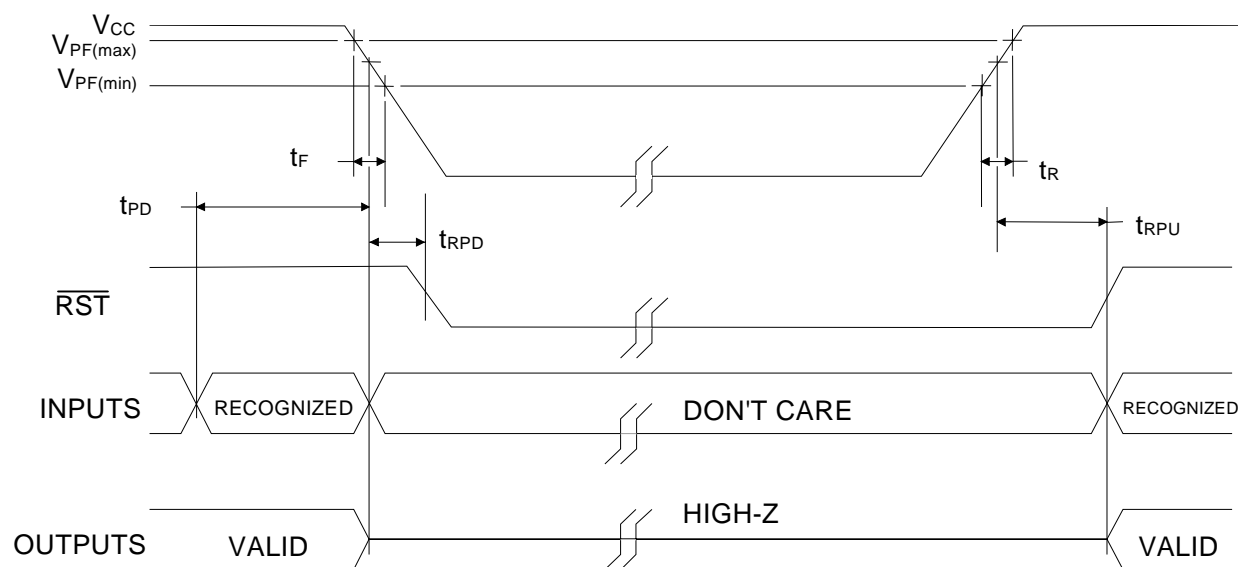 VCC
VPF(max)
VPF(min)
tF
tR
tPD
tRPD
tRPU
RST
INPUTS
RECOGNIZED
DON'T CARE
RECOGNIZED
HIGH-Z
OUTPUTS
VALID
VALID